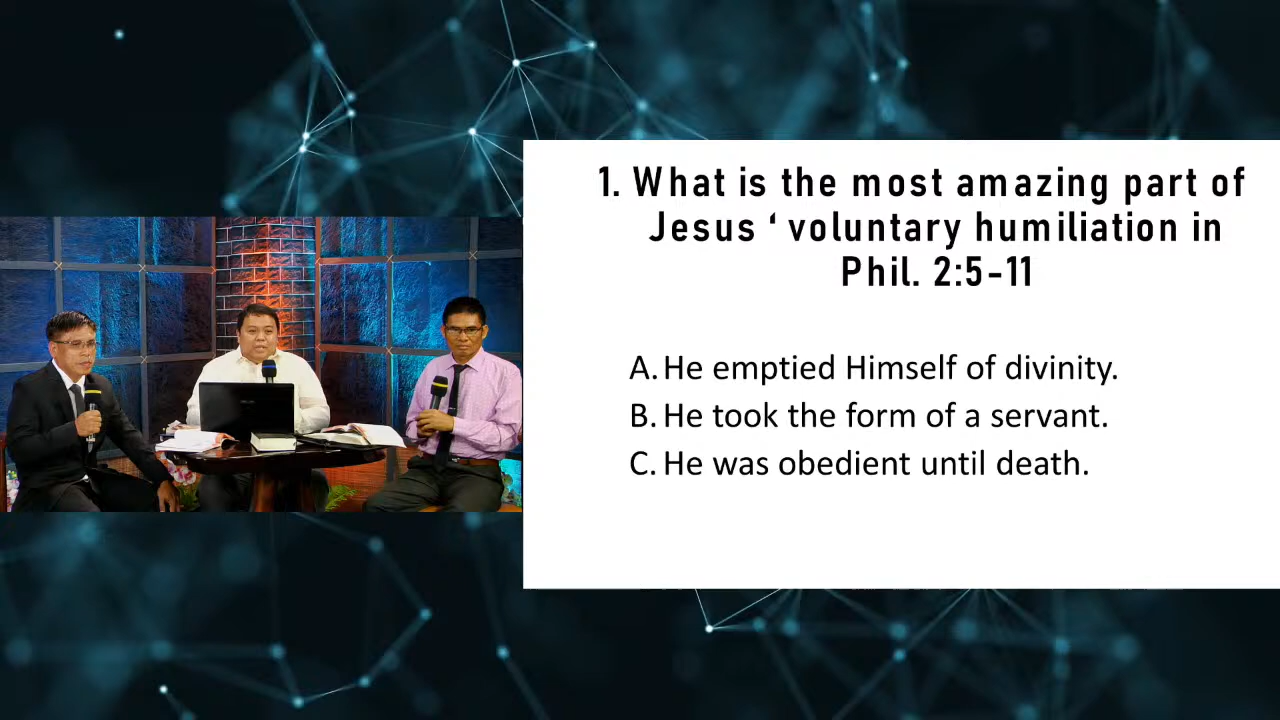 1. What is the most amazing part of
Jesus ‘ voluntary humiliation in
Phil. 2:5-11
A. He emptied Himself of divinity.
B. He took the form of a servant.
C. He was obedient until death.